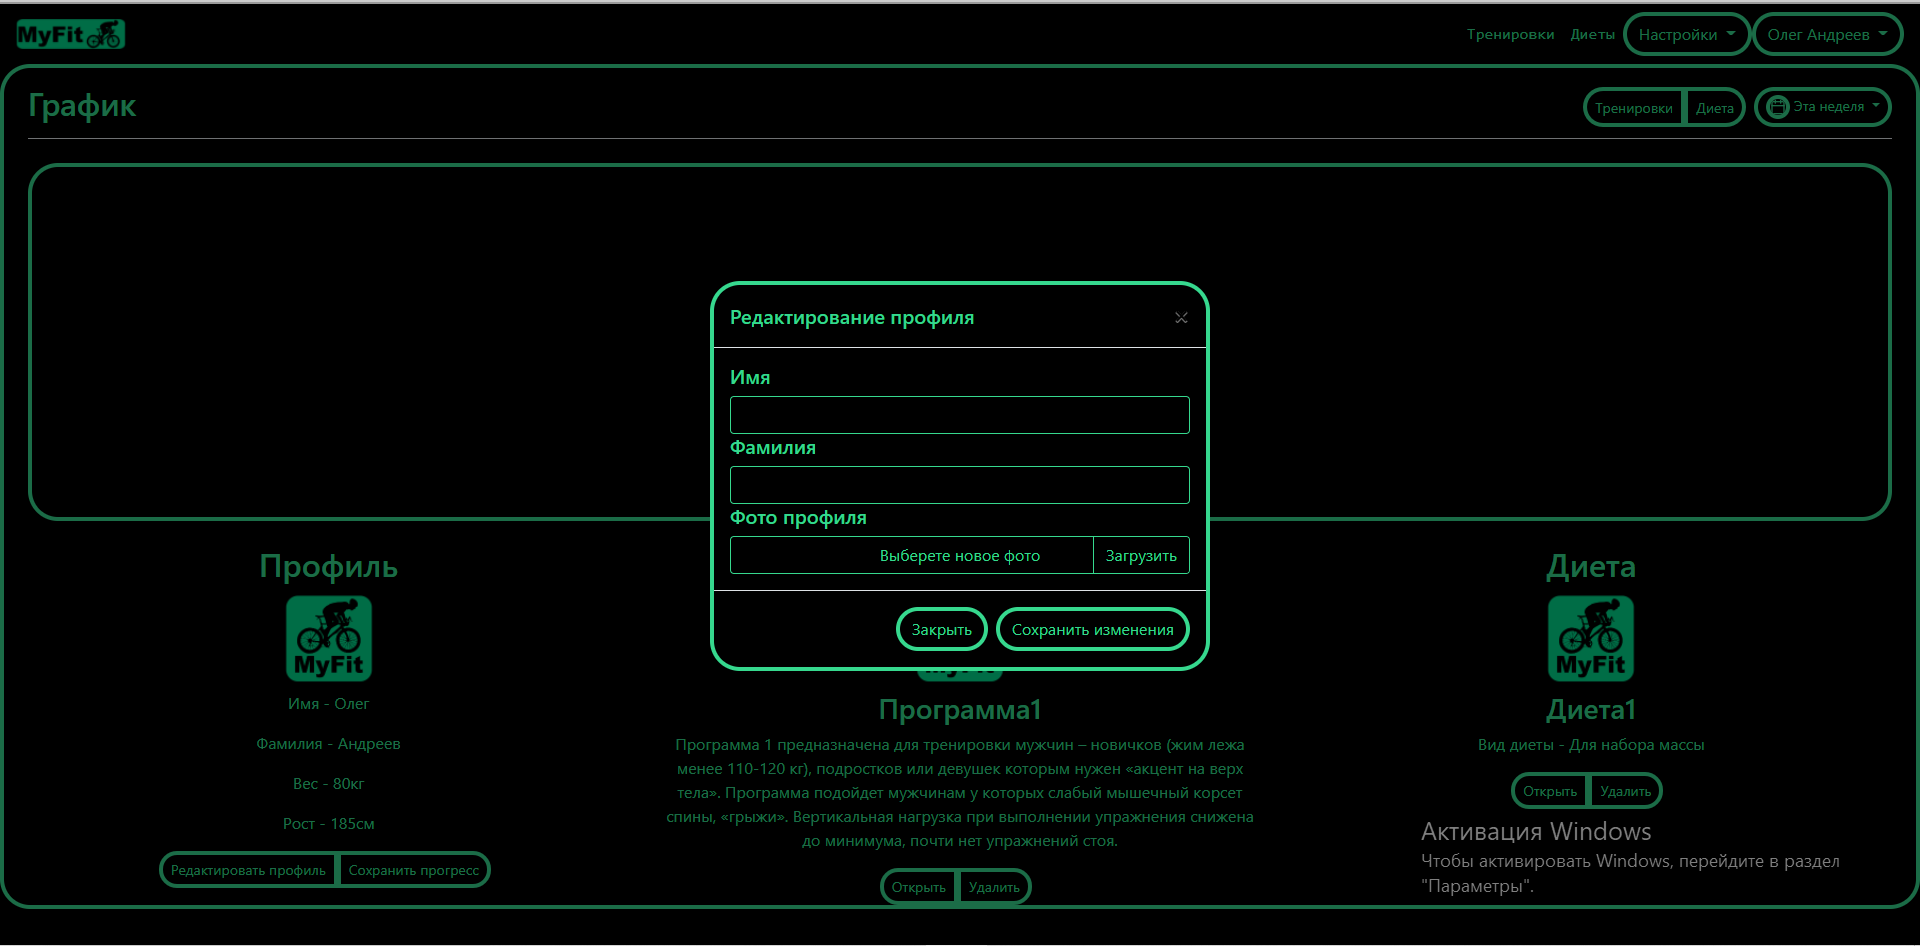 MyFit
Тренировки Диеты Настройки Олег Андреев
График
Тренировки Диета Эта неделя
Редактирование профиля
Имя
Фамилия
Фото профиля
Выберете новое фото Загрузить
Закрыть Сохранить изменения
Профиль
MyFit
Имя - Олег
Фамилия - Андреев
Вес - 80кг
Рост - 185см
Редактировать профиль Сохранить прогресс
Программа1
Программа 1 предназначена для тренировки мужчин – новичков (жим лежа
менее 110-120 кг), подростков или девушек которым нужен «акцент на верх
тела». Программа подойдет мужчинам у которых слабый мышечный корсет
спины, «грыжи». Вертикальная нагрузка при выполнении упражнения снижена
до минимума, почти нет упражнений стоя.
Открыть Удалить
Диета
MyFit
Диета1
Вид диеты - Для набора массы
Открыть Удалить
Активация Windows
Чтобы активировать Windows, перейдите в раздел
"Параметры".